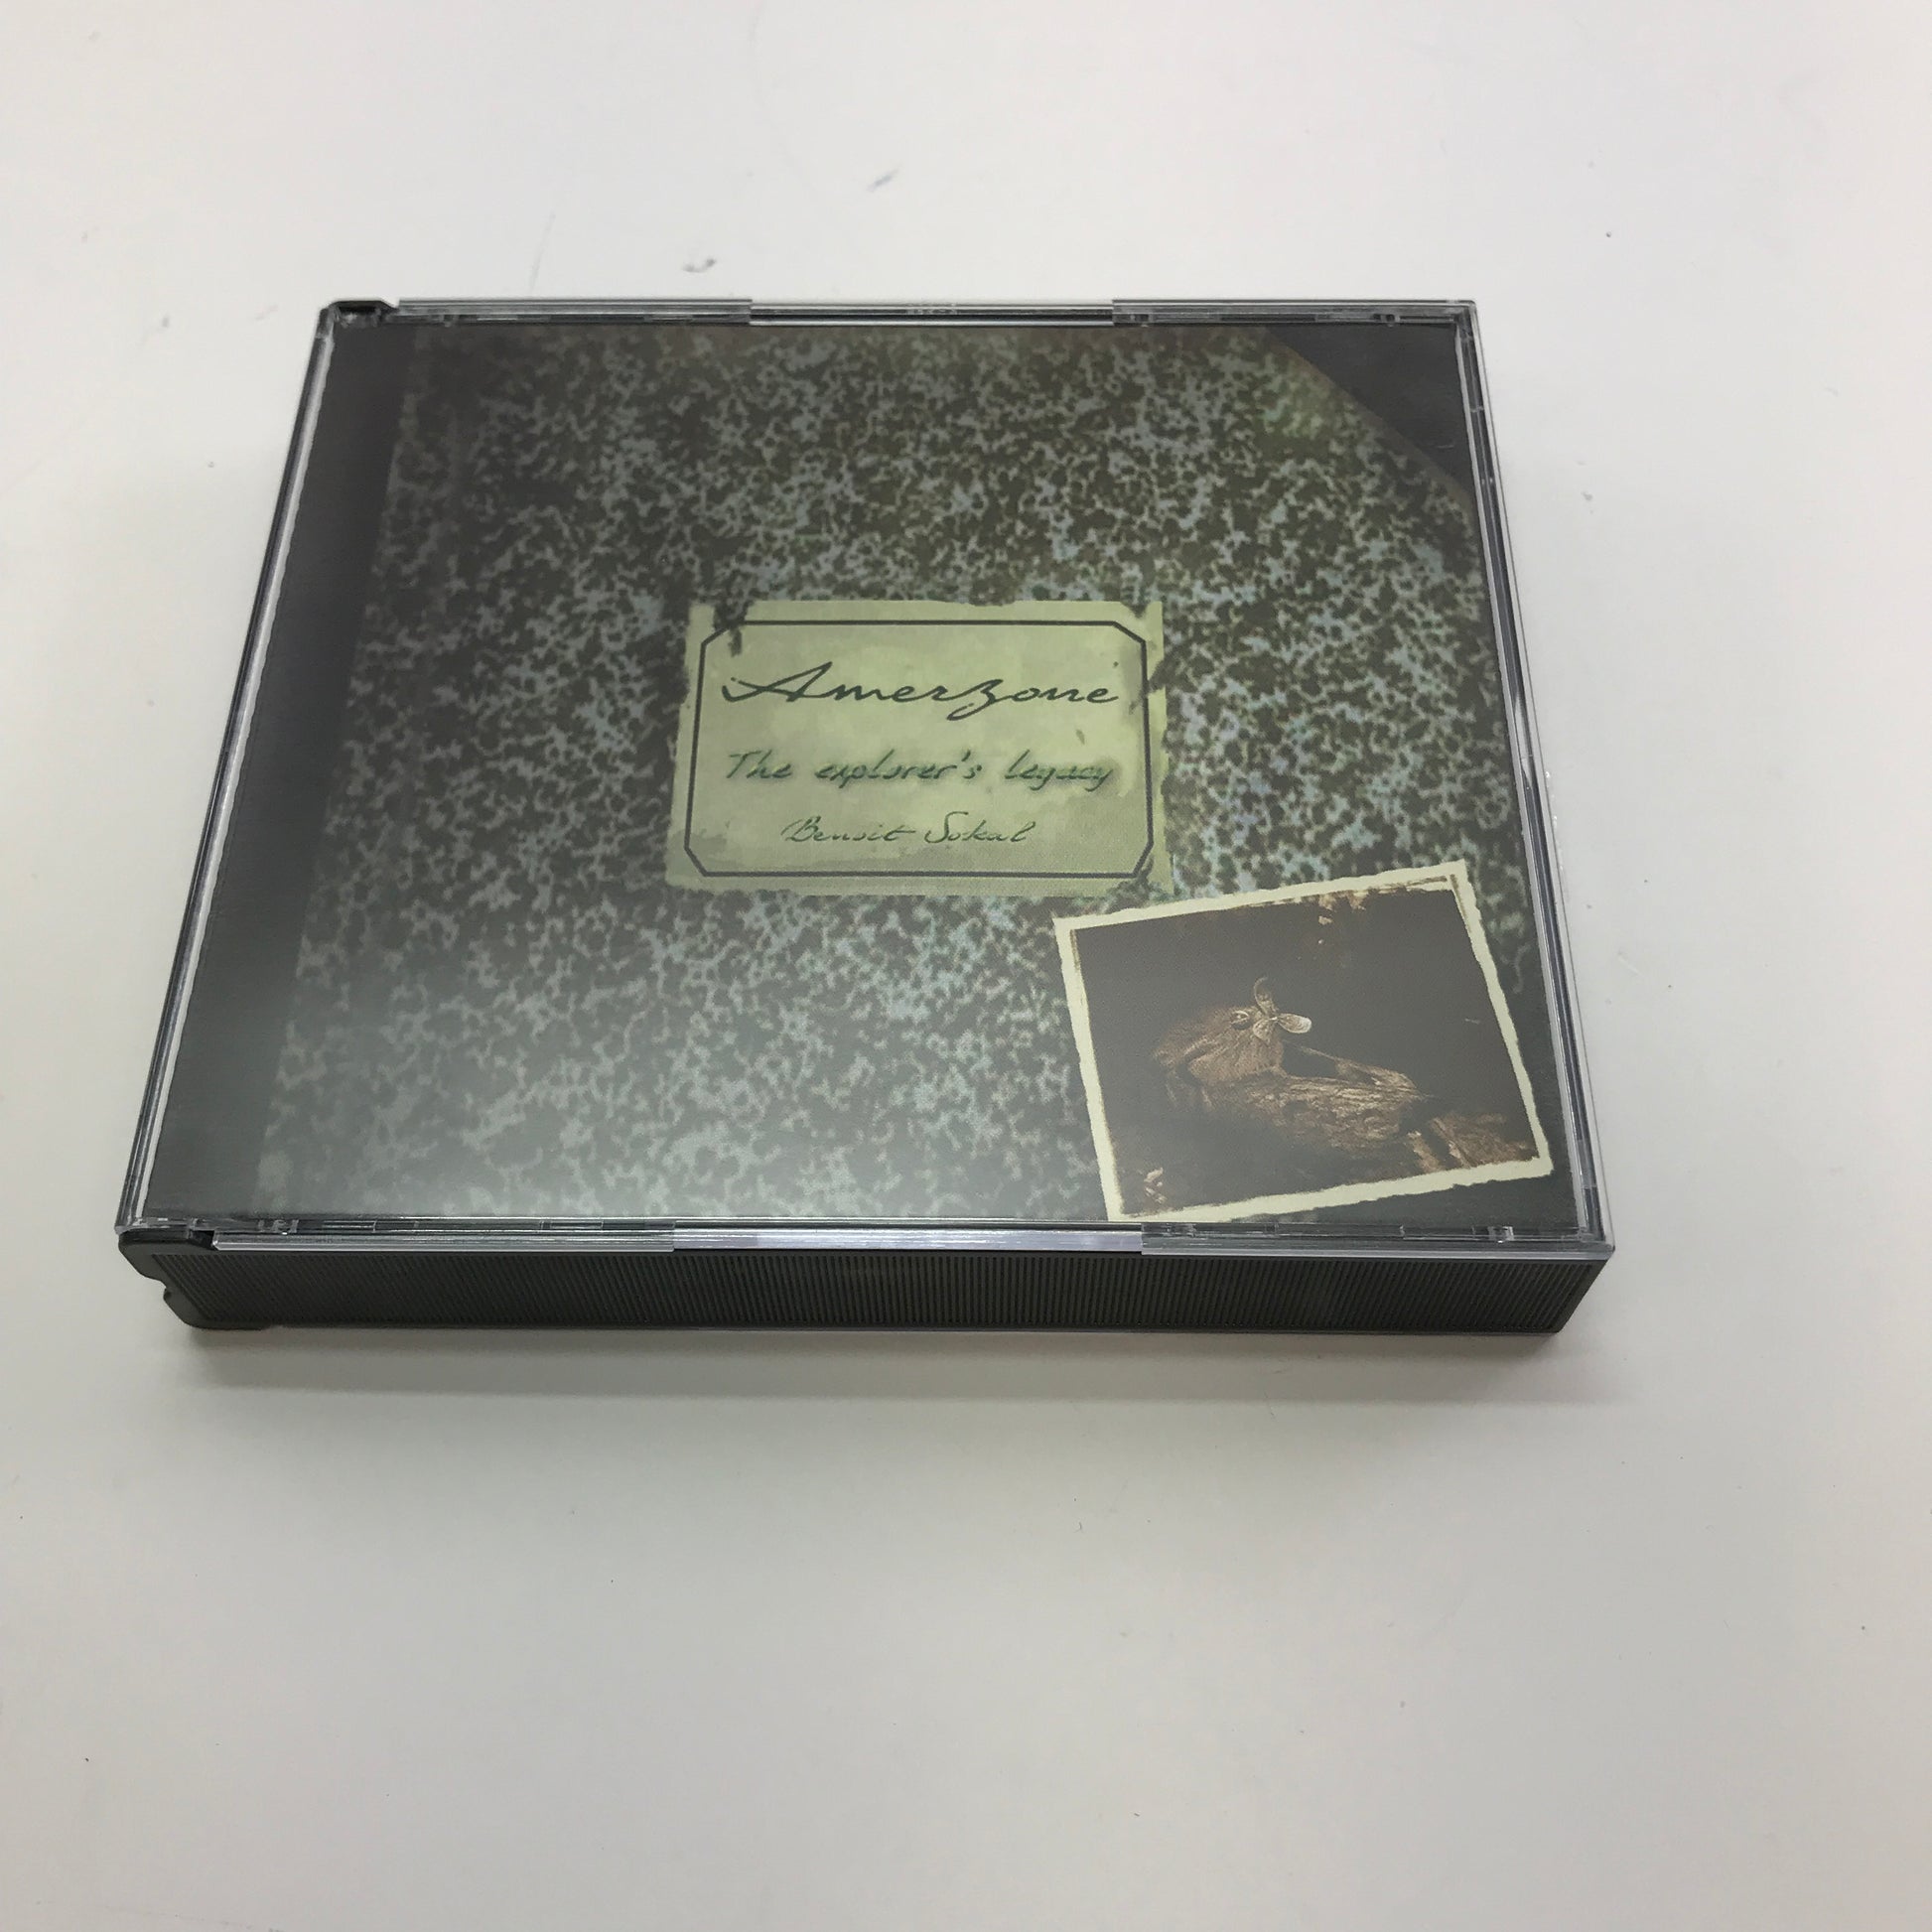 Amerzone
The explorer's legacy
Benoit Sokal